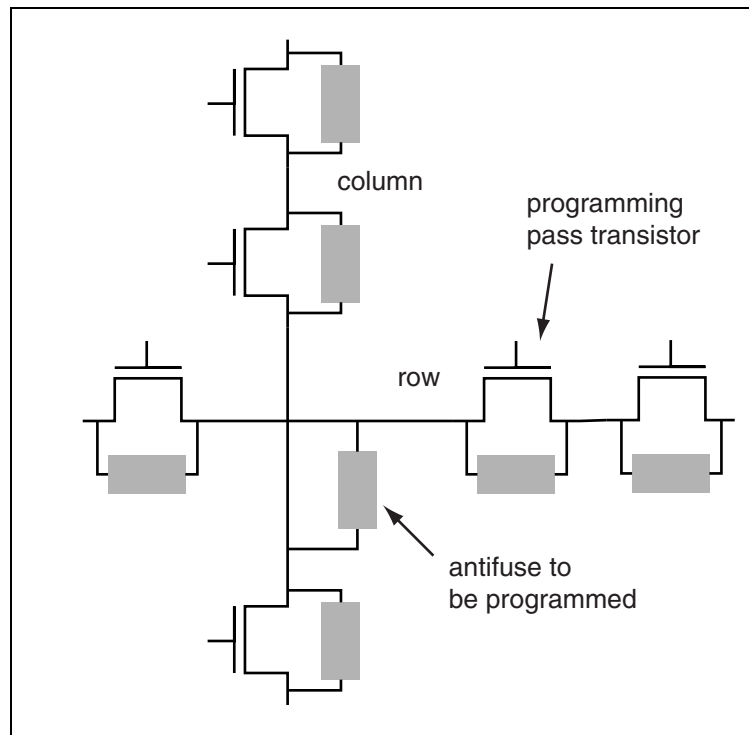 column
programming
pass transistor
row
antifuse to
be programmed